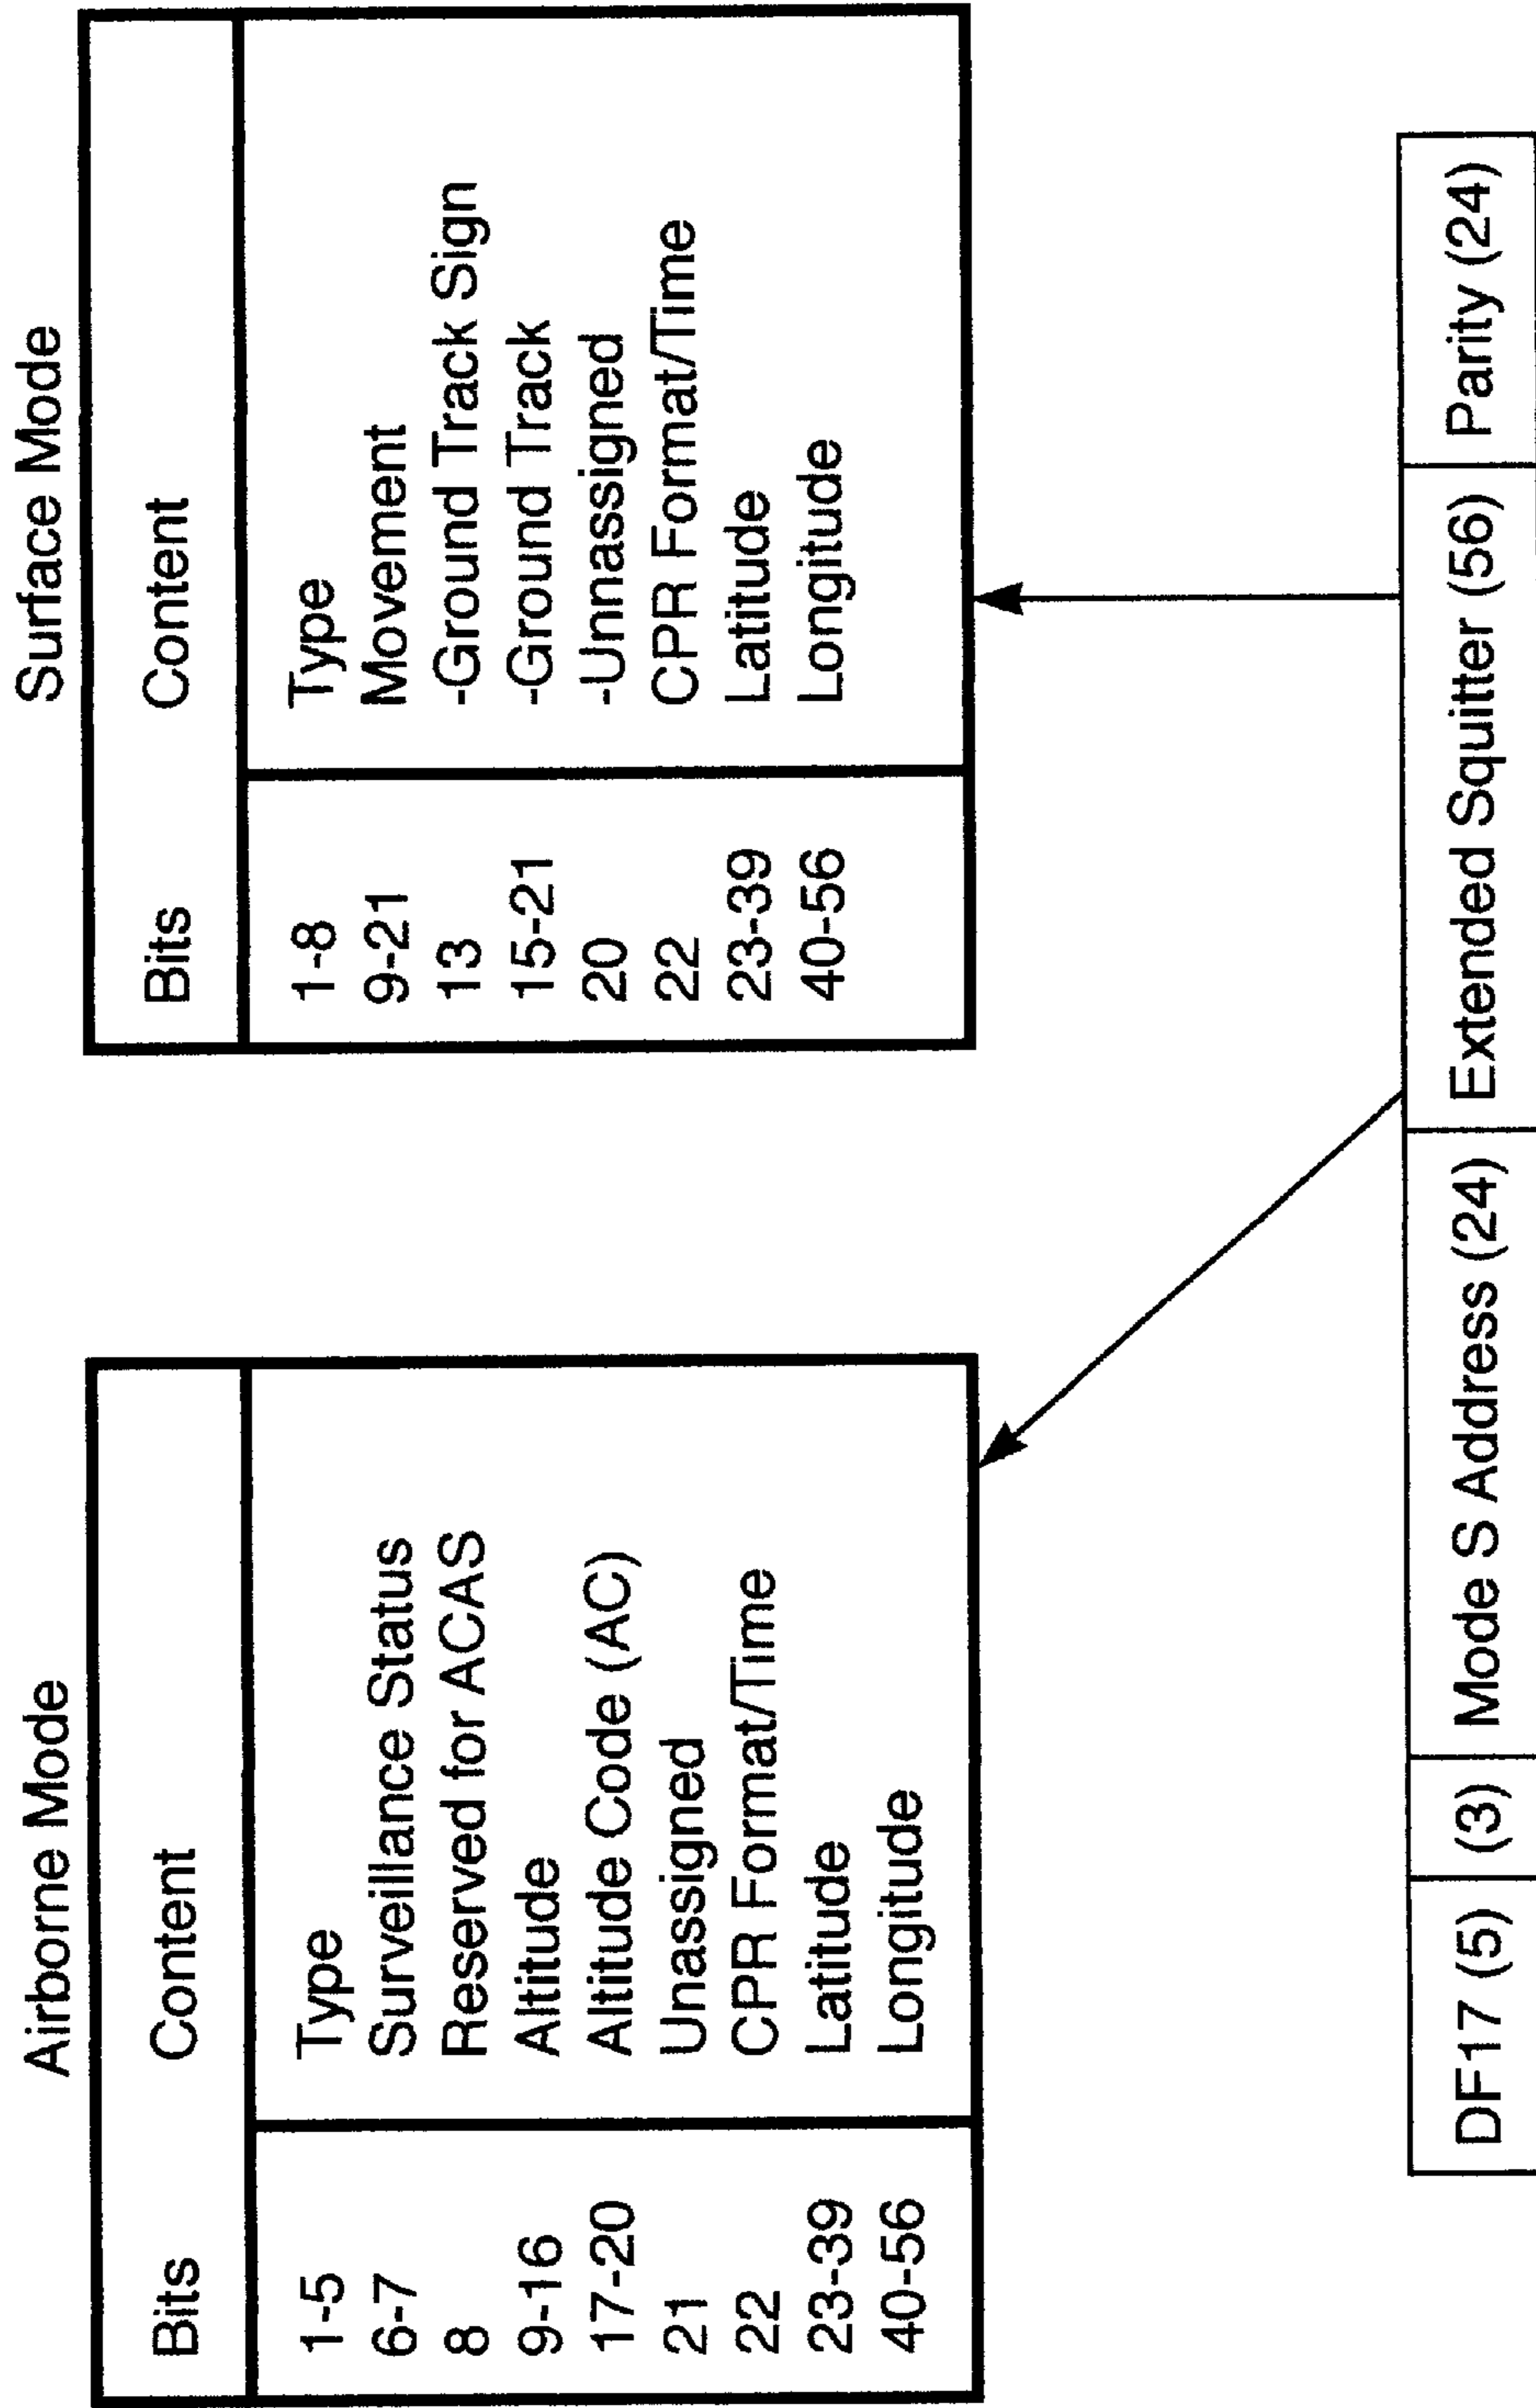 Airborne Mode
Bits Content
1-5 Type
6-7 Surveillance Status
8 Reserved for ACAS
9-16 Altitude
17-20 Altitude Code (AC)
21 Unassigned
22 CPR Format/Time
23-39 Latitude
40-56 Longitude
Surface Mode
Bits Content
1-8 Type
9-21 Movement
13 -Ground Track Sign
15-21 -Ground Track
20 -Unnassigned
22 CPR Format/Time
23-39 Latitude
40-56 Longitude
DF17 (5) (3) Mode S Address (24) Extended Squitter (56) Parity (24)